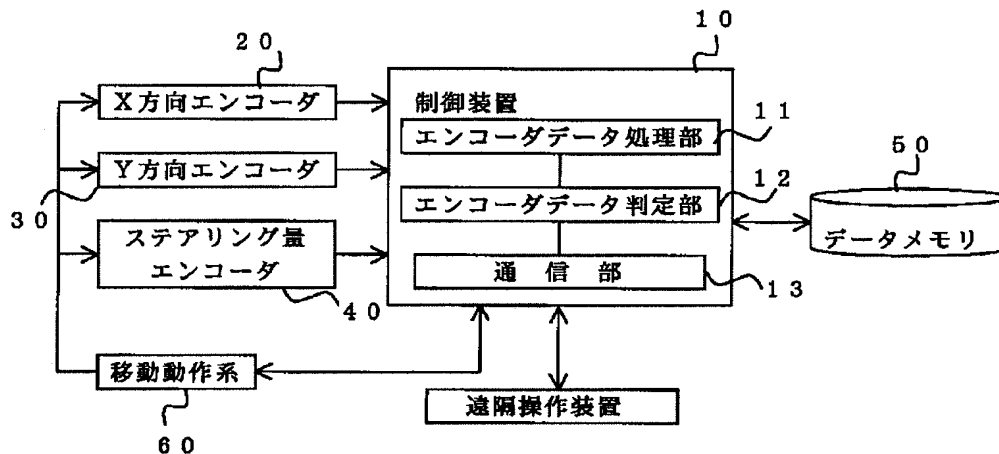 ２０
１０
Ｘ方向エンコーダ
制御装置
エンコーダデータ処理部
１１
Ｙ方向エンコーダ
３０
エンコーダデータ判定部
１２
５０
ステアリング量
エンコーダ
４０
通　信　部
１３
データメモリ
移動動作系
６０
遠隔操作装置